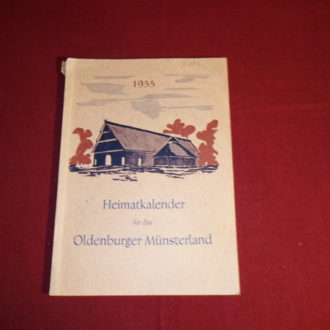 1955
Heimatkalender
für das
Oldenburger Münsterland